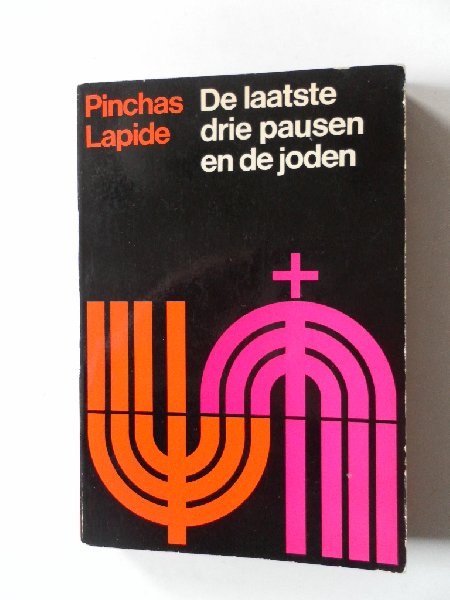 Pinchas
Lapide
De laatste
drie pausen
en de joden